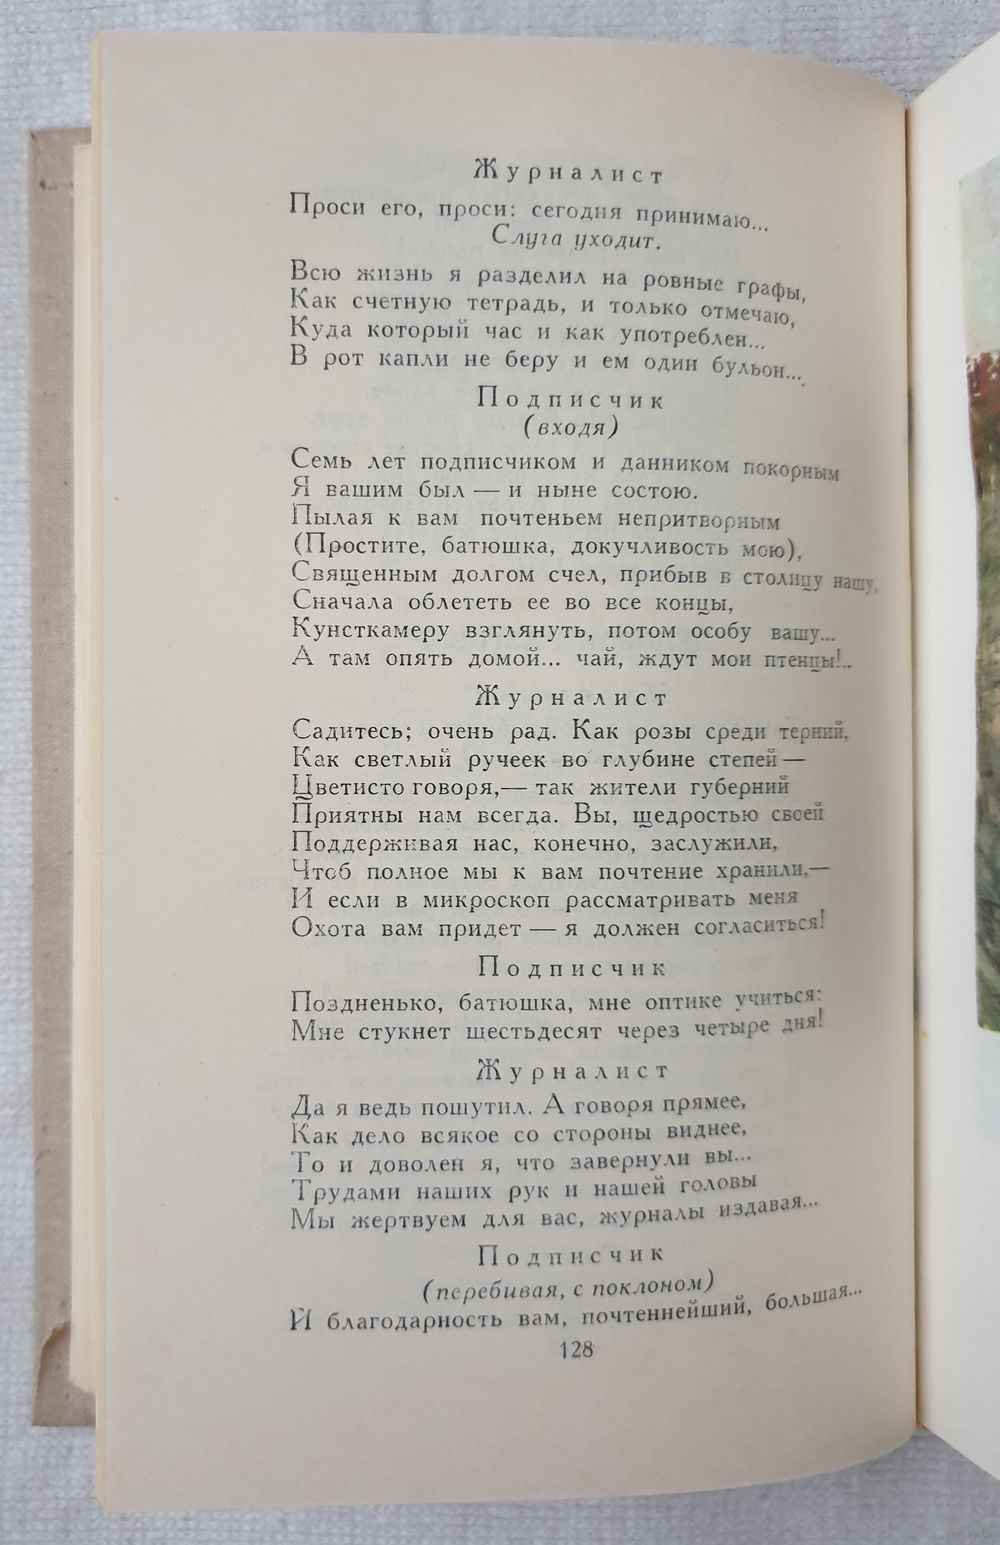 Журналист
Проси его, проси: сегодня принимаю...
Слуга уходит.
Всю жизнь я разделил на ровные графы,
Как счетную тетрадь, и только отмечаю,
Куда который час и как употреблен...
В рот капли не беру и ем один бульон...
Подписчик
(входя)
Семь лет подписчиком и данником покорным
Я вашим был — и ныне состою.
Пылая к вам почтеньем непритворным
(Простите, батюшка, докучливость мою),
Священным долгом счел, прибыв в столицу нашу,
Сначала облететь ее во все концы,
Кунсткамеру взглянуть, потом особу вашу...
А там опять домой... чай, ждут мои птенцы!..
Журналист
Садитесь; очень рад. Как розы среди терний,
Как светлый ручеек во глубине степей —
Цветисто говоря,— так жители губерний
Приятны нам всегда. Вы, щедростью своей
Поддерживая нас, конечно, заслужили,
Чтоб полное мы к вам почтение хранили,—
И если в микроскоп рассматривать меня
Охота вам придет — я должен согласиться!
Подписчик
Поздненько, батюшка, мне оптике учиться:
Мне стукнет шестьдесят через четыре дня!
Журналист
Да я ведь пошутил. А говоря прямее,
Как дело всякое со стороны виднее,
То и доволен я, что завернули вы...
Трудами наших рук и нашей головы
Мы жертвуем для вас, журналы издавая...
Подписчик
(перебивая, с поклоном)
И благодарность вам, почтеннейший, большая...
128